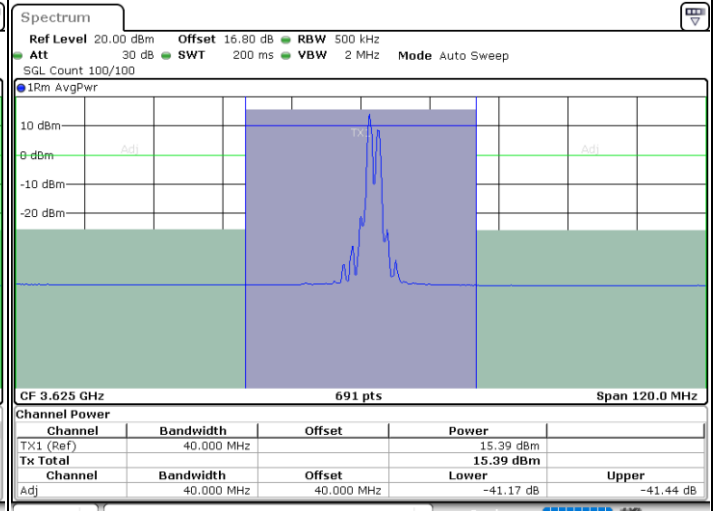 Spectrum
Ref Level 20.00 dBm Offset 16.80 dB RBW 500 kHz
Att 30 dB SWT 200 ms VBW 2 MHz Mode Auto Sweep
SGL Count 100/100
1Rm AvgPwr
10 dBm
TX
Adj Adj
0 dBm
-10 dBm
-20 dBm
CF 3.625 GHz 691 pts Span 120.0 MHz
Channel Power
Channel Bandwidth Offset Power
TX1 (Ref) 40.000 MHz 15.39 dBm
Tx Total 15.39 dBm
Channel Bandwidth Offset Lower Upper
Adj 40.000 MHz 40.000 MHz -41.17 dB -41.44 dB